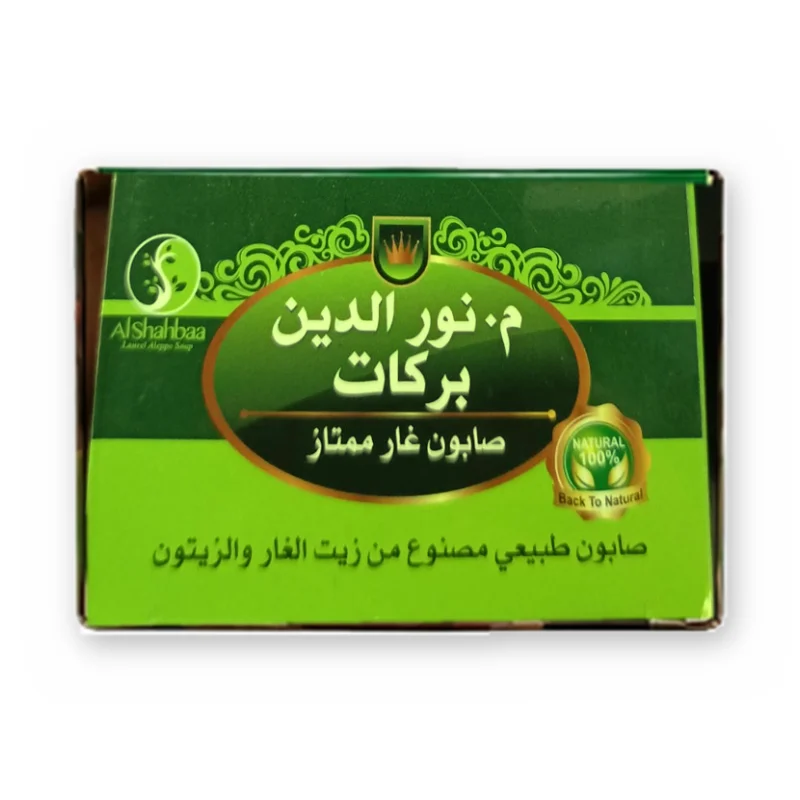 AlShahbaa
Laurel Aleppo Soap
م. نور الدين
بركات
صابون غار ممتاز
NATURAL
100%
Back To Natural
صابون طبيعي مصنوع من زيت الغار والزيتون